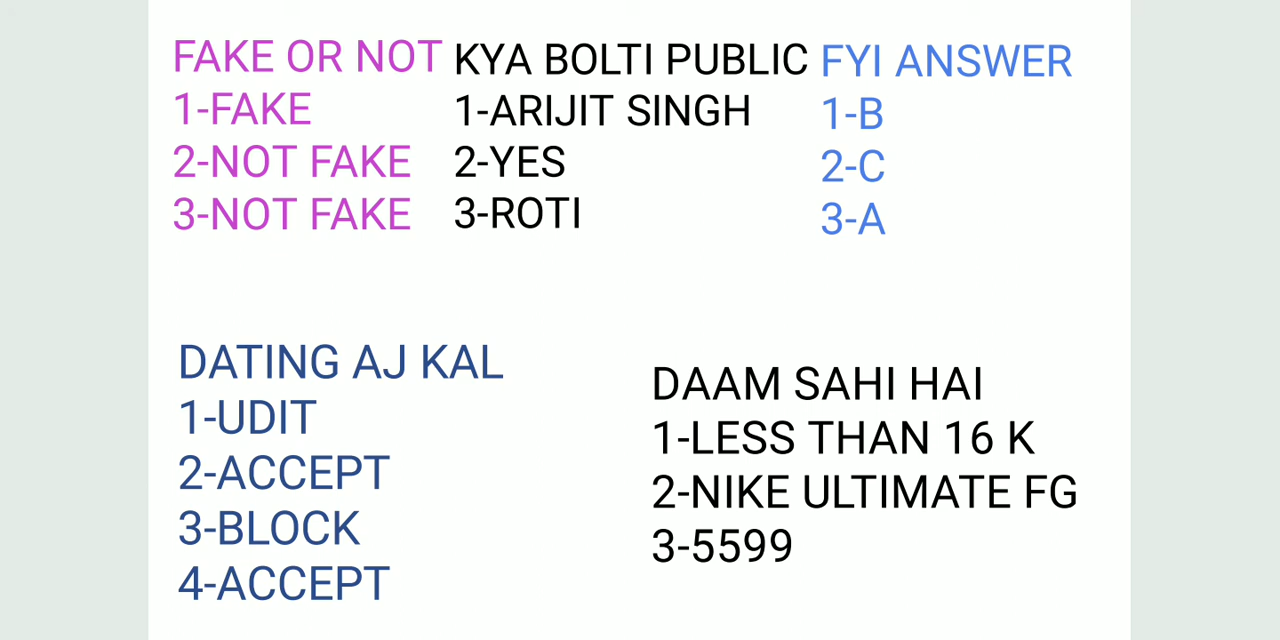 FAKE OR NOT
1-FAKE
2-NOT FAKE
3-NOT FAKE
KYA BOLTI PUBLIC
1-ARIJIT SINGH
2-YES
3-ROTI
FYI ANSWER
1-B
2-C
3-A
DATING AJ KAL
1-UDIT
2-ACCEPT
3-BLOCK
4-ACCEPT
DAAM SAHI HAI
1-LESS THAN 16 K
2-NIKE ULTIMATE FG
3-5599